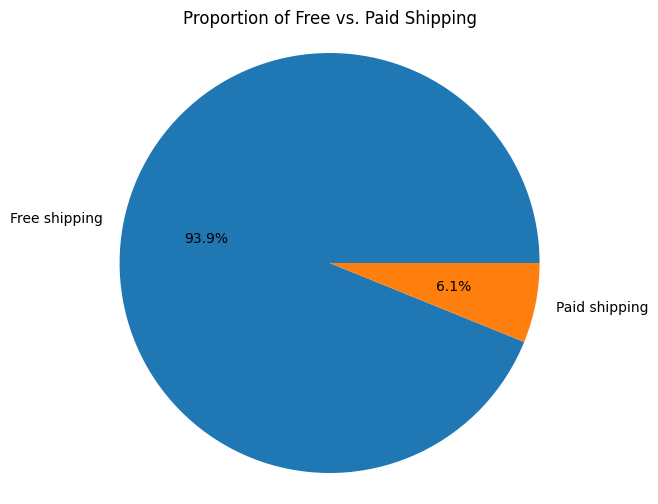 Proportion of Free vs. Paid Shipping
Free shipping
93.9%
6.1%
Paid shipping